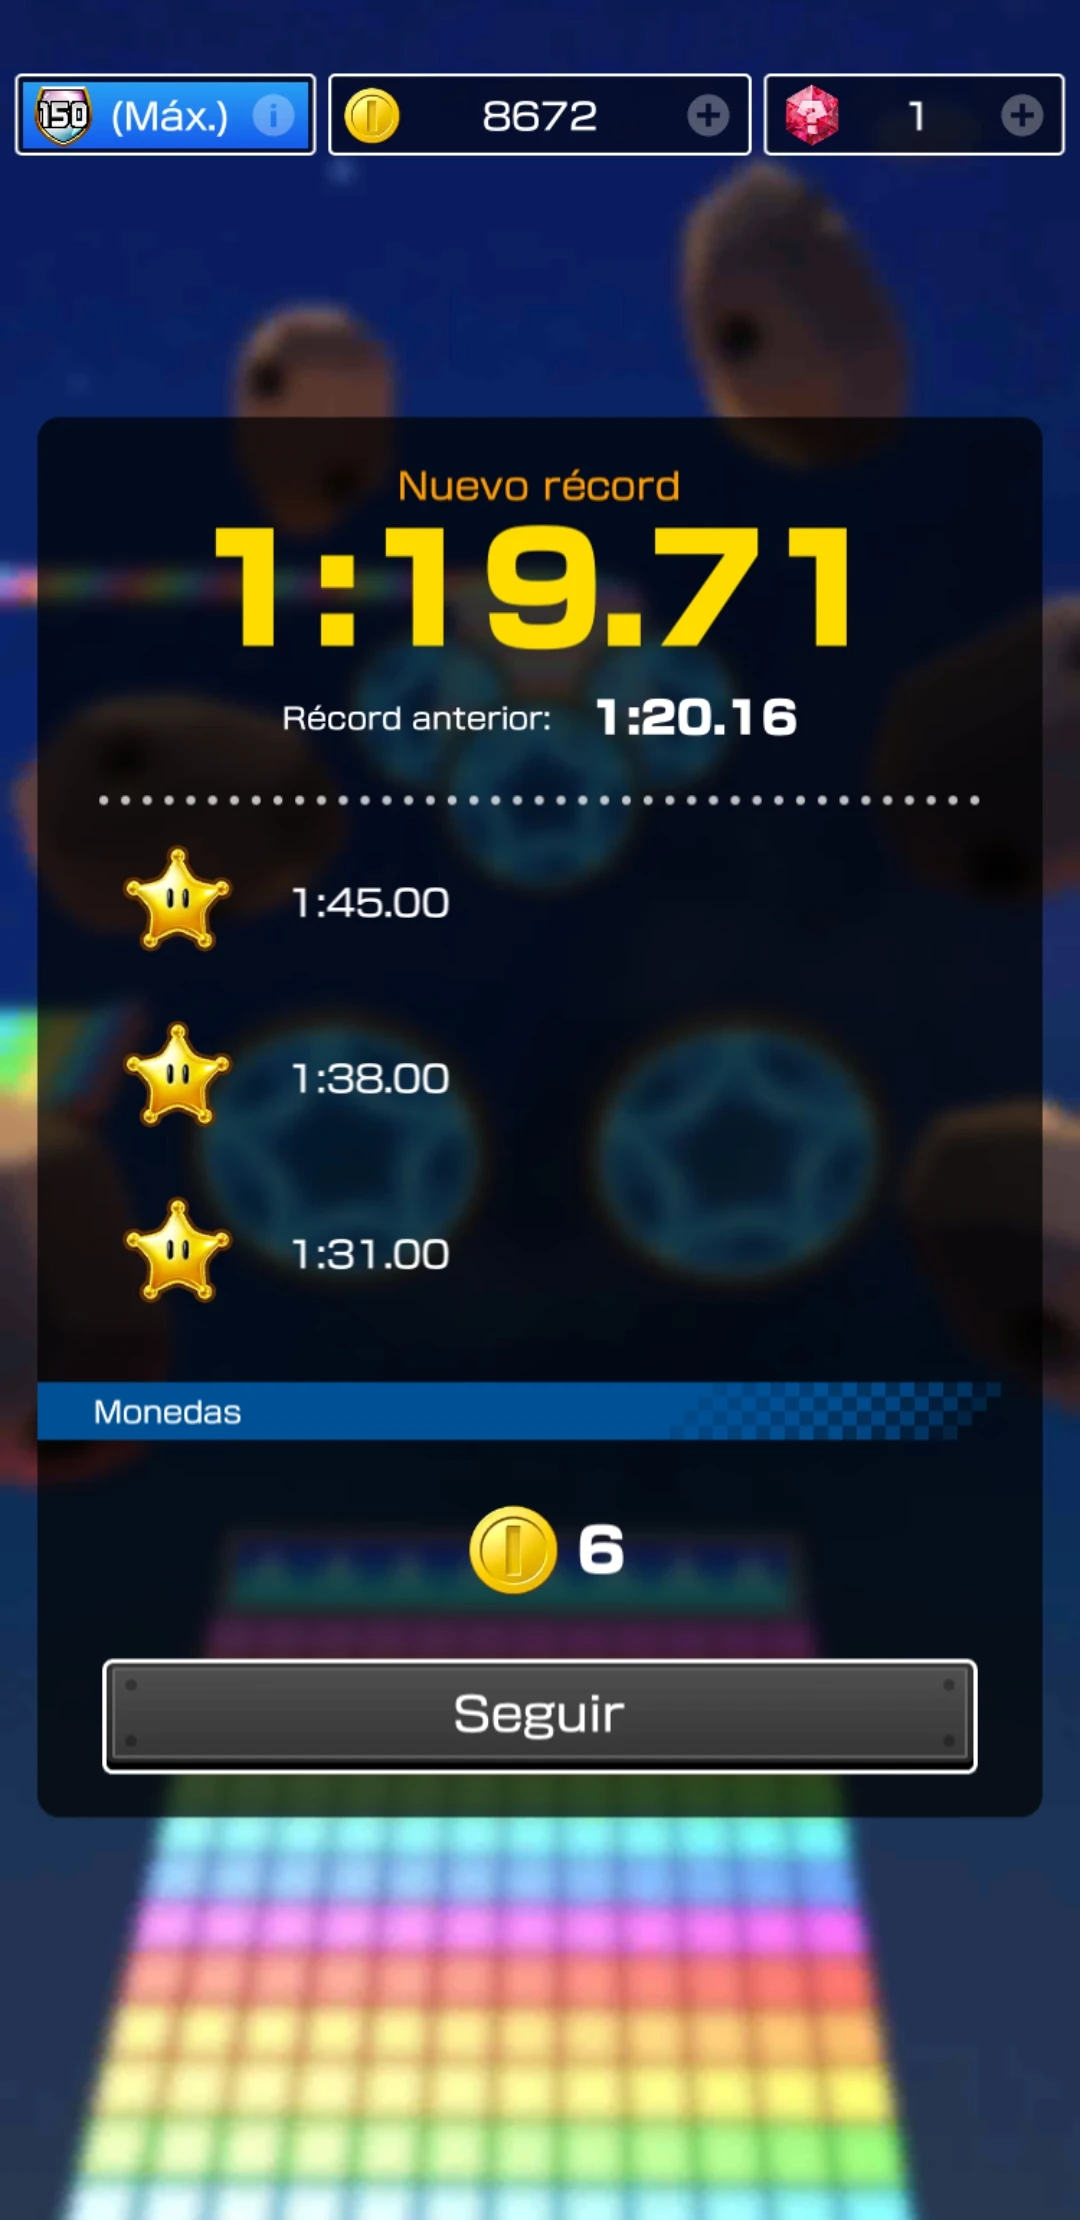 150 (Máx.) i 8672 + ? 1 +
Nuevo récord
1:19.71
Récord anterior: 1:20.16
1:45.00
1:38.00
1:31.00
Monedas
6
Seguir